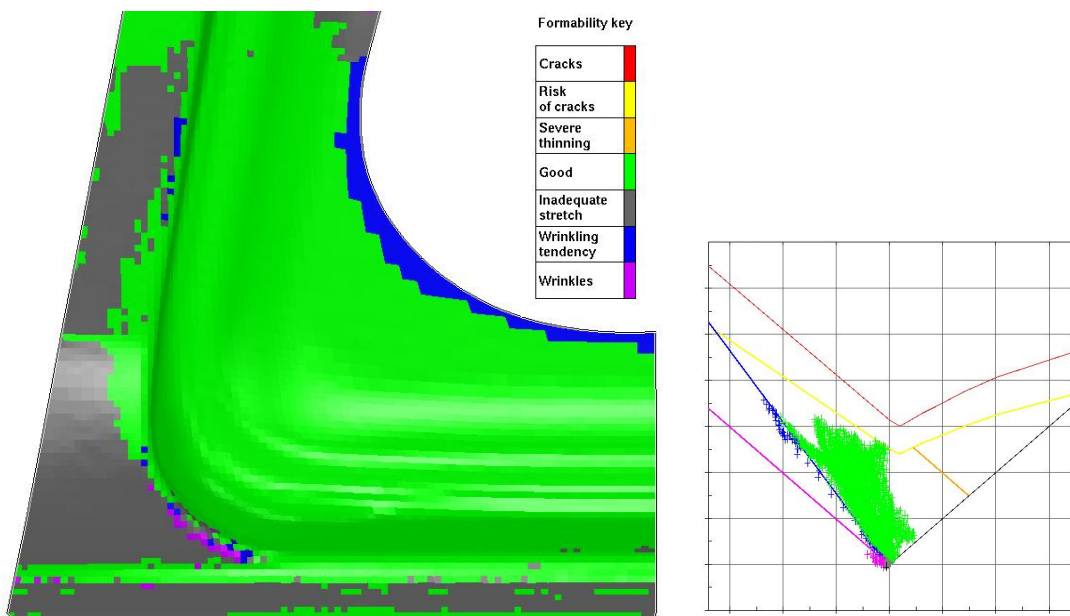 Formability key
Cracks
Risk
of cracks
Severe
thinning
Good
Inadequate
stretch
Wrinkling
tendency
Wrinkles